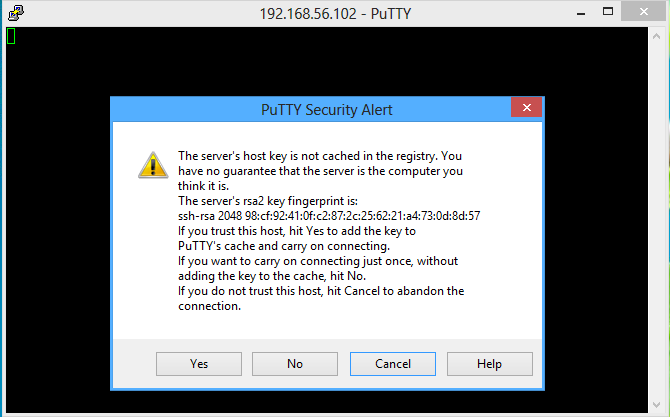 192.168.56.102 - PuTTY
PuTTY Security Alert
The server's host key is not cached in the registry. You
have no guarantee that the server is the computer you
think it is.
The server's rsa2 key fingerprint is:
ssh-rsa 2048 98:cf:92:41:0f:c2:87:2c:25:62:21:a4:73:0d:8d:57
If you trust this host, hit Yes to add the key to
PuTTY's cache and carry on connecting.
If you want to carry on connecting just once, without
adding the key to the cache, hit No.
If you do not trust this host, hit Cancel to abandon the
connection.
Yes
No
Cancel
Help